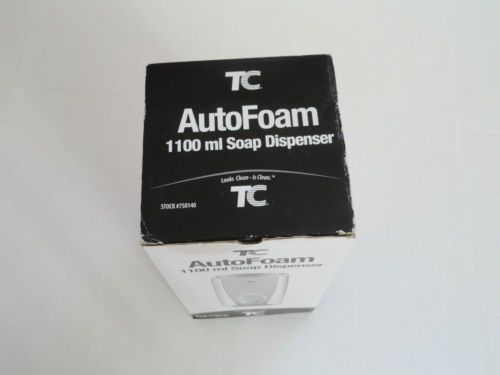 TC
AutoFoam
1100 ml Soap Dispenser
Looks Clean - Is Clean.™
TC
STOCK #750140
TC
AutoFoam
1100 ml Soap Dispenser
TC